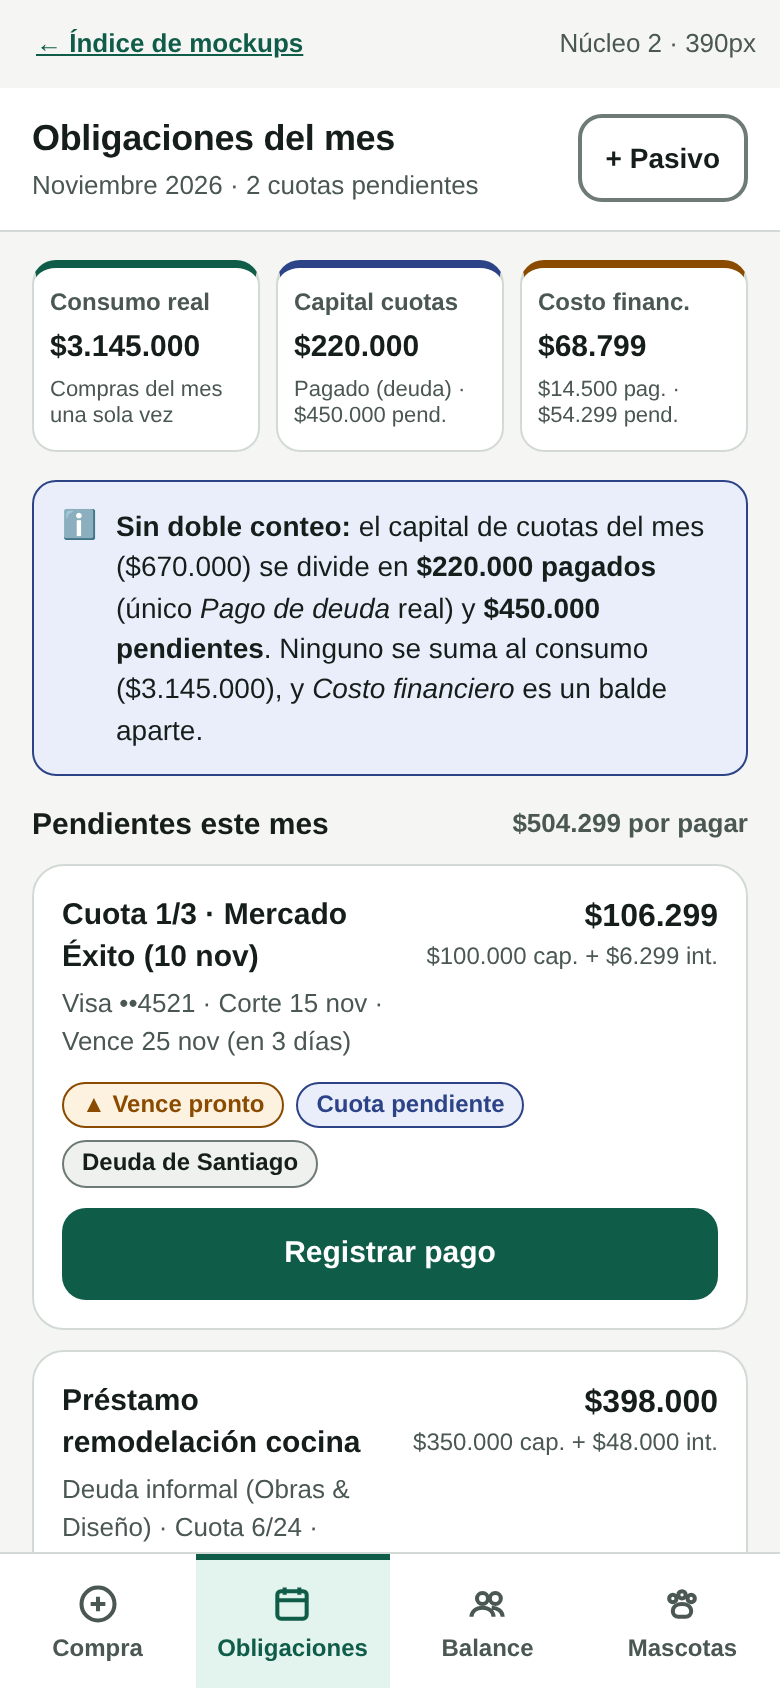 ← Índice de mockups
Núcleo 2 · 390px
Obligaciones del mes
Noviembre 2026 · 2 cuotas pendientes
+ Pasivo
Consumo real
$3.145.000
Compras del mes
una sola vez
Capital cuotas
$220.000
Pagado (deuda) ·
$450.000 pend.
Costo financ.
$68.799
$14.500 pag. ·
$54.299 pend.
Sin doble conteo: el capital de cuotas del mes
($670.000) se divide en $220.000 pagados
(único Pago de deuda real) y $450.000
pendientes. Ninguno se suma al consumo
($3.145.000), y Costo financiero es un balde
aparte.
Pendientes este mes
$504.299 por pagar
Cuota 1/3 · Mercado
Éxito (10 nov)
$106.299
$100.000 cap. + $6.299 int.
Visa ••4521 · Corte 15 nov ·
Vence 25 nov (en 3 días)
▲ Vence pronto
Cuota pendiente
Deuda de Santiago
Registrar pago
Préstamo
remodelación cocina
$398.000
$350.000 cap. + $48.000 int.
Deuda informal (Obras &
Diseño) · Cuota 6/24 ·
Compra
Obligaciones
Balance
Mascotas